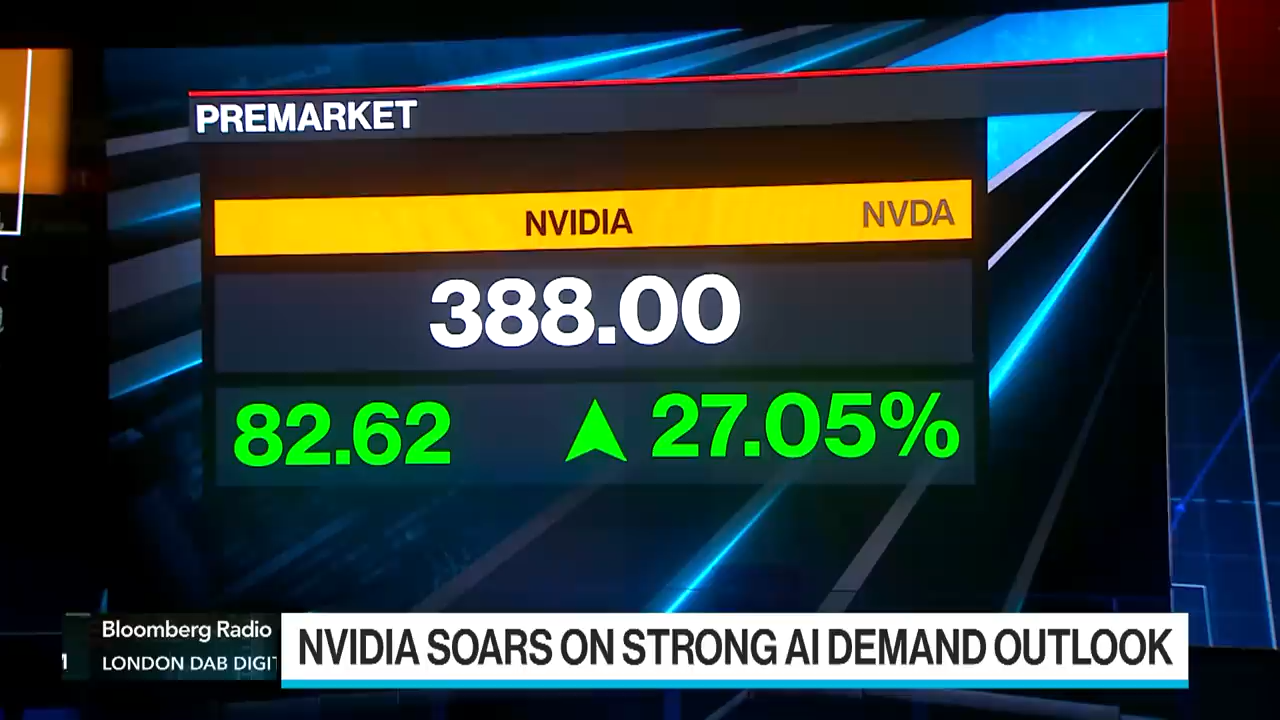 PREMARKET
NVIDIA NVDA
388.00
82.62 ▲ 27.05%
Bloomberg Radio
LONDON DAB
NVIDIA SOARS ON STRONG AI DEMAND OUTLOOK